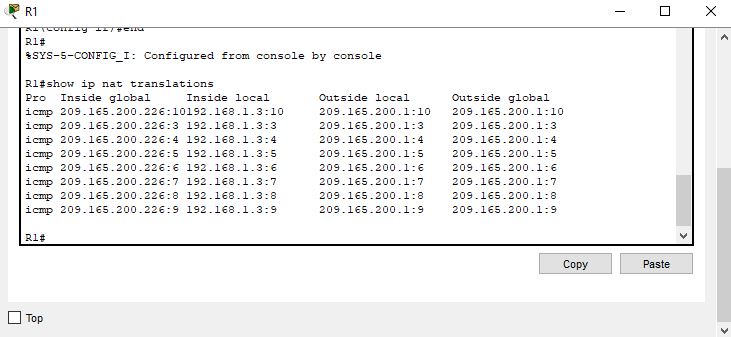 R1
R1(config-if)#end
R1#
%SYS-5-CONFIG_I: Configured from console by console
R1#show ip nat translations
Pro  Inside global     Inside local       Outside local      Outside global
icmp 209.165.200.226:10192.168.1.3:10     209.165.200.1:10   209.165.200.1:10
icmp 209.165.200.226:3 192.168.1.3:3      209.165.200.1:3    209.165.200.1:3
icmp 209.165.200.226:4 192.168.1.3:4      209.165.200.1:4    209.165.200.1:4
icmp 209.165.200.226:5 192.168.1.3:5      209.165.200.1:5    209.165.200.1:5
icmp 209.165.200.226:6 192.168.1.3:6      209.165.200.1:6    209.165.200.1:6
icmp 209.165.200.226:7 192.168.1.3:7      209.165.200.1:7    209.165.200.1:7
icmp 209.165.200.226:8 192.168.1.3:8      209.165.200.1:8    209.165.200.1:8
icmp 209.165.200.226:9 192.168.1.3:9      209.165.200.1:9    209.165.200.1:9
R1#
Copy Paste
Top